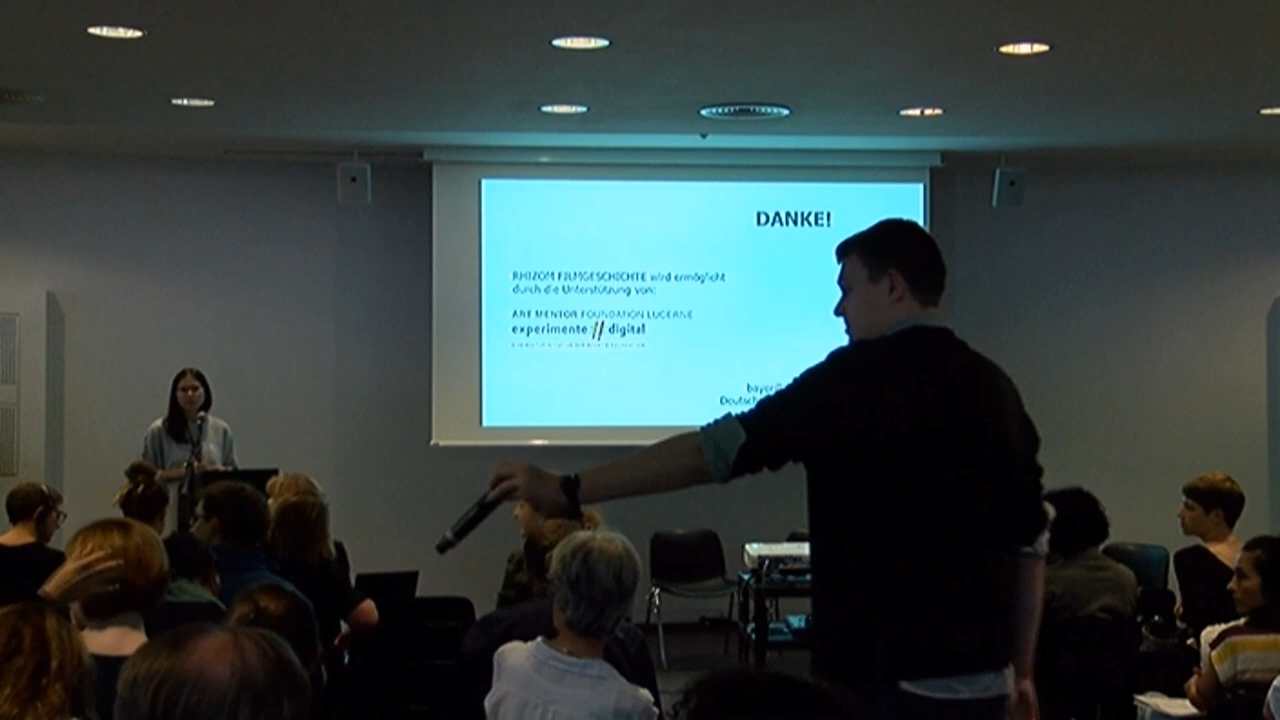 DANKE!
RHIZOM FILMGESCHICHTE wird ermöglicht
durch die Unterstützung von:
ART MENTOR FOUNDATION LUCERNE
experimente // digital